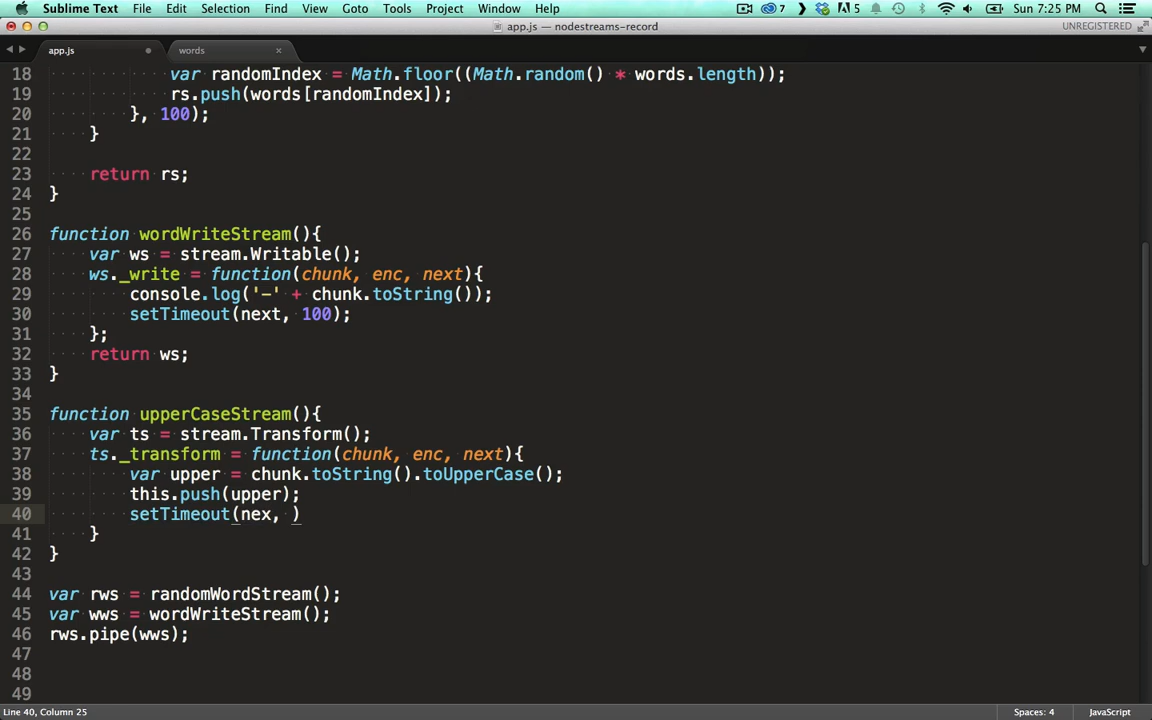 Sublime Text File Edit Selection Find View Goto Tools Project Window Help 7 5 Sun 7:25 PM
app.js — nodestreams-record UNREGISTERED
app.js words
18 var randomIndex = Math.floor((Math.random() * words.length));
19 rs.push(words[randomIndex]);
20 }, 100);
21 }
22
23 return rs;
24 }
25
26 function wordWriteStream(){
27 var ws = stream.Writable();
28 ws._write = function(chunk, enc, next){
29 console.log('-' + chunk.toString());
30 setTimeout(next, 100);
31 };
32 return ws;
33 }
34
35 function upperCaseStream(){
36 var ts = stream.Transform();
37 ts._transform = function(chunk, enc, next){
38 var upper = chunk.toString().toUpperCase();
39 this.push(upper);
40 setTimeout(nex, )
41 }
42 }
43
44 var rws = randomWordStream();
45 var wws = wordWriteStream();
46 rws.pipe(wws);
47
48
49
Line 40, Column 25 Spaces: 4 JavaScript